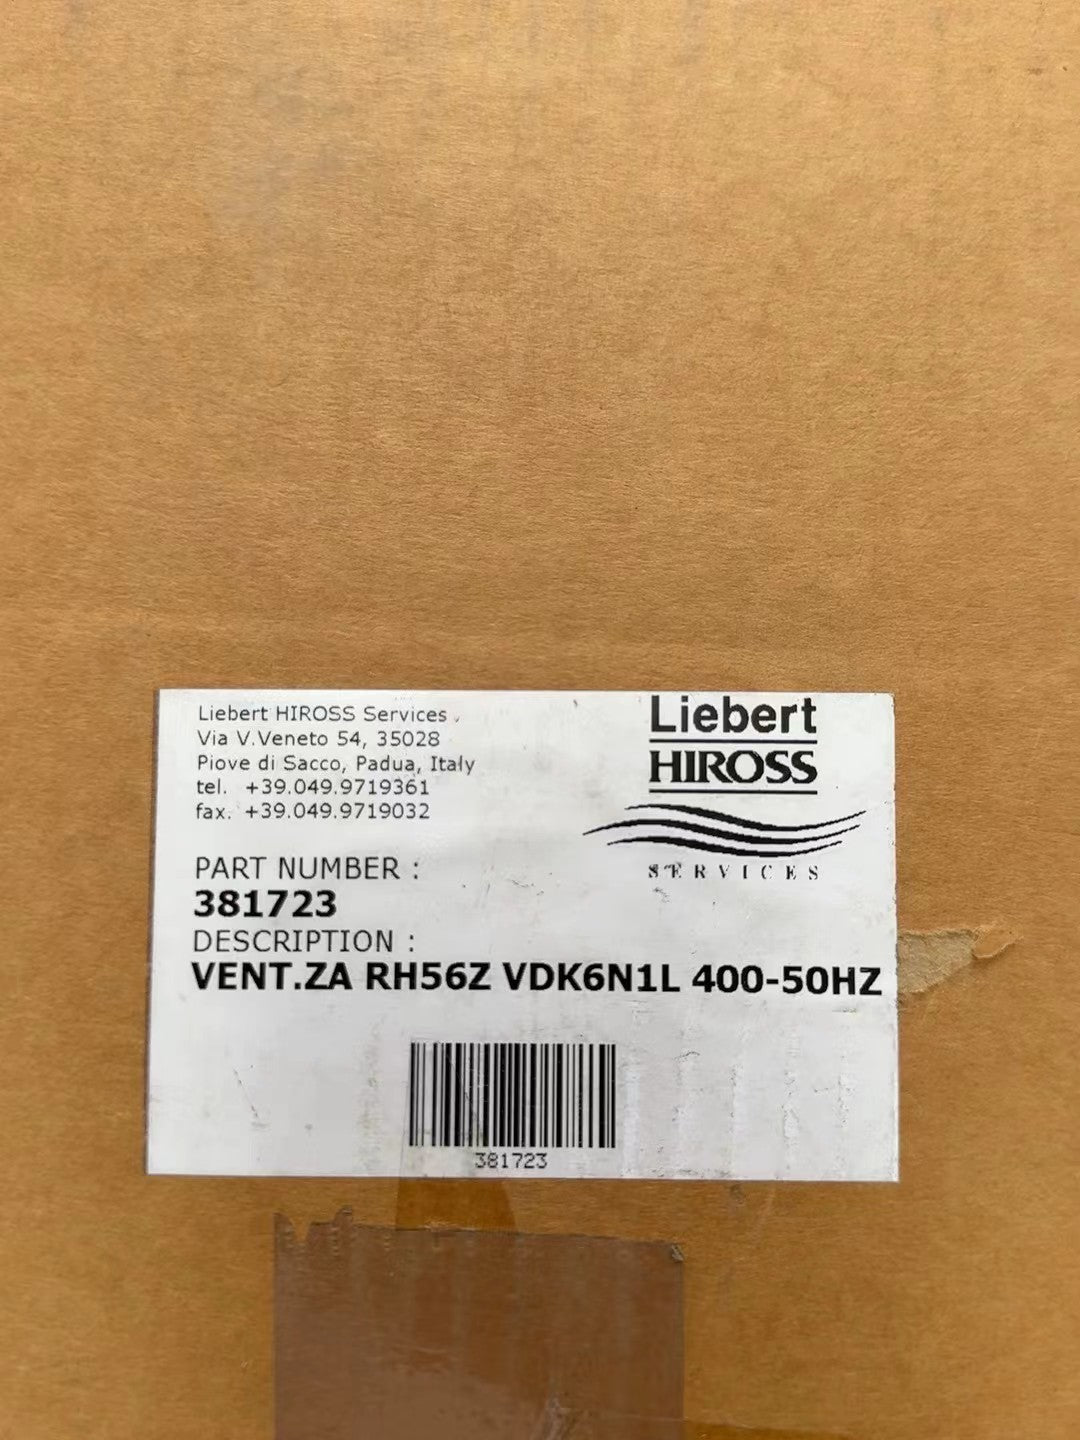 Liebert HIROSS Services
Via V.Veneto 54, 35028
Piove di Sacco, Padua, Italy
tel. +39.049.9719361
fax. +39.049.9719032
Liebert
HIROSS
SERVICES
PART NUMBER :
381723
DESCRIPTION :
VENT.ZA RH56Z VDK6N1L 400-50HZ
381723